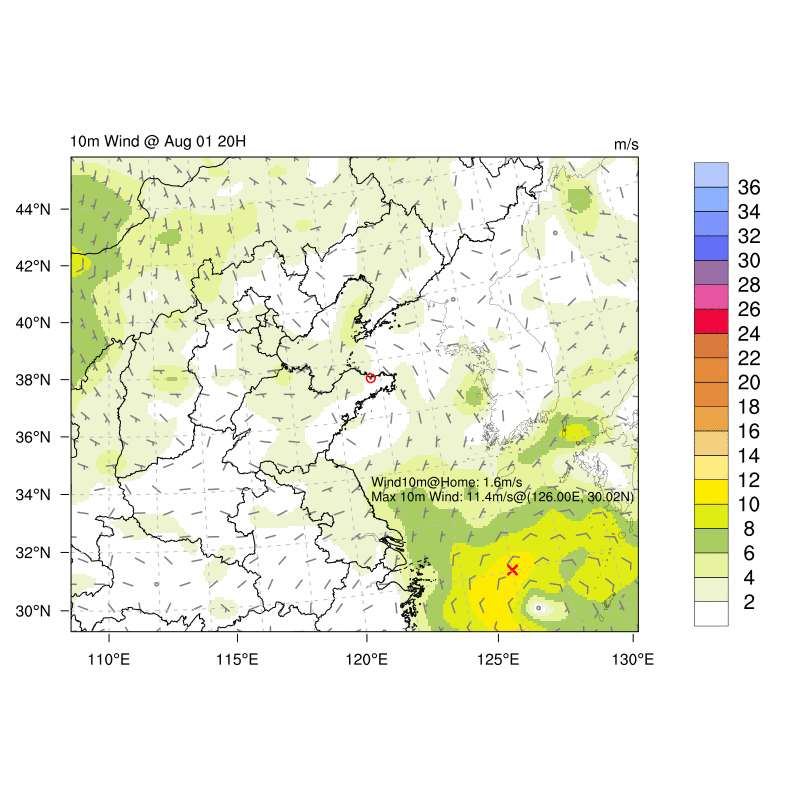 10m Wind @ Aug 01 20H
m/s
44°N
42°N
40°N
38°N
36°N
34°N
32°N
30°N
Wind10m@Home: 1.6m/s
Max 10m Wind: 11.4m/s@(126.00E, 30.02N)
110°E 115°E 120°E 125°E 130°E
36
34
32
30
28
26
24
22
20
18
16
14
12
10
8
6
4
2